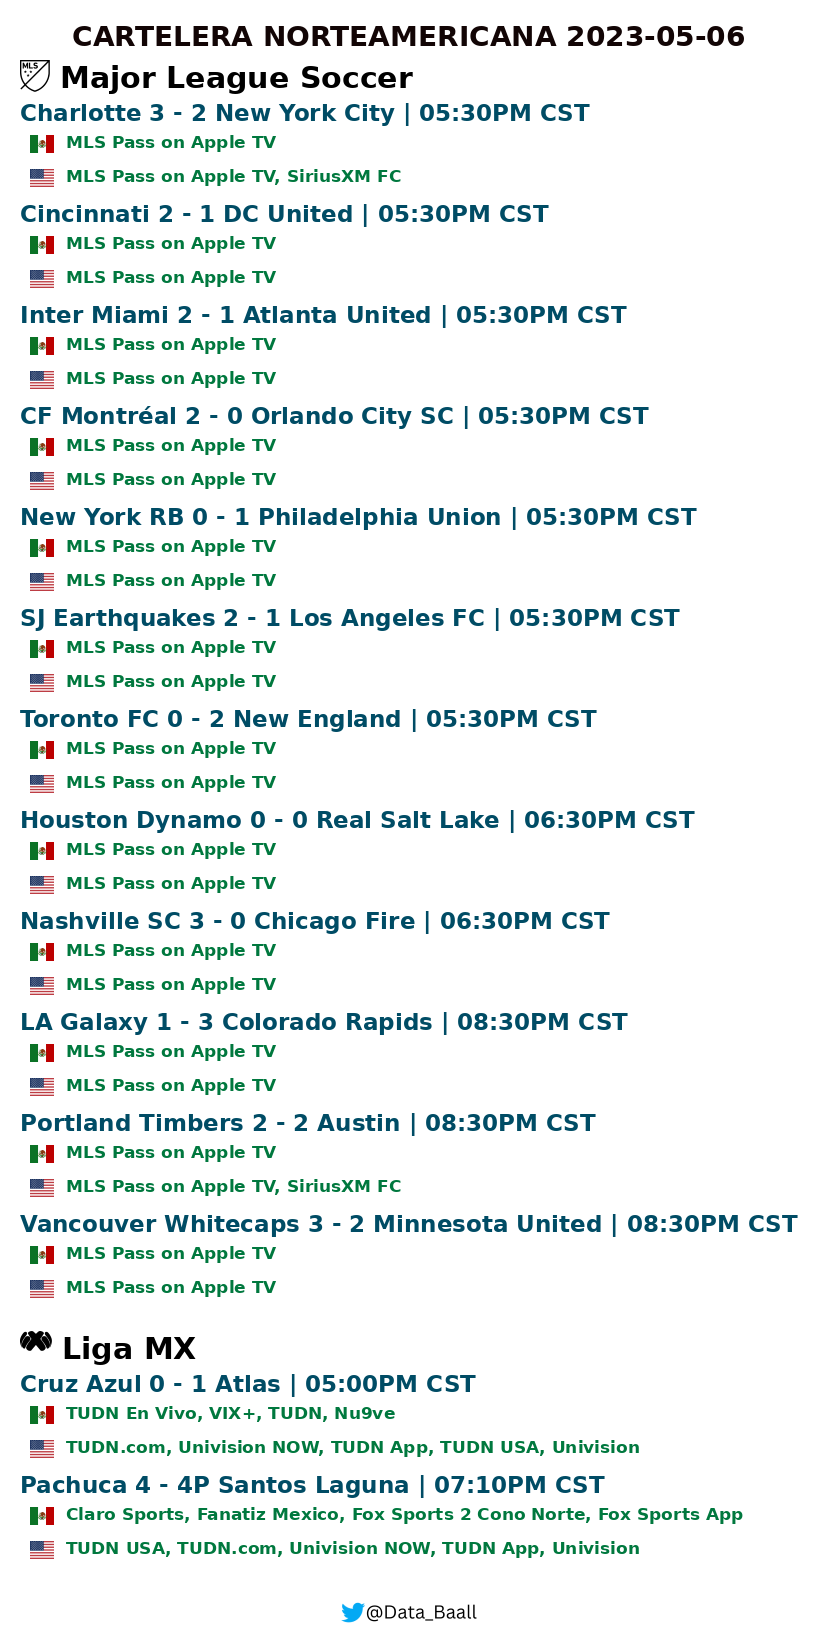 CARTELERA NORTEAMERICANA 2023-05-06
MLS
Major League Soccer
Charlotte 3 - 2 New York City | 05:30PM CST
MLS Pass on Apple TV
MLS Pass on Apple TV, SiriusXM FC
Cincinnati 2 - 1 DC United | 05:30PM CST
MLS Pass on Apple TV
MLS Pass on Apple TV
Inter Miami 2 - 1 Atlanta United | 05:30PM CST
MLS Pass on Apple TV
MLS Pass on Apple TV
CF Montréal 2 - 0 Orlando City SC | 05:30PM CST
MLS Pass on Apple TV
MLS Pass on Apple TV
New York RB 0 - 1 Philadelphia Union | 05:30PM CST
MLS Pass on Apple TV
MLS Pass on Apple TV
SJ Earthquakes 2 - 1 Los Angeles FC | 05:30PM CST
MLS Pass on Apple TV
MLS Pass on Apple TV
Toronto FC 0 - 2 New England | 05:30PM CST
MLS Pass on Apple TV
MLS Pass on Apple TV
Houston Dynamo 0 - 0 Real Salt Lake | 06:30PM CST
MLS Pass on Apple TV
MLS Pass on Apple TV
Nashville SC 3 - 0 Chicago Fire | 06:30PM CST
MLS Pass on Apple TV
MLS Pass on Apple TV
LA Galaxy 1 - 3 Colorado Rapids | 08:30PM CST
MLS Pass on Apple TV
MLS Pass on Apple TV
Portland Timbers 2 - 2 Austin | 08:30PM CST
MLS Pass on Apple TV
MLS Pass on Apple TV, SiriusXM FC
Vancouver Whitecaps 3 - 2 Minnesota United | 08:30PM CST
MLS Pass on Apple TV
MLS Pass on Apple TV
Liga MX
Cruz Azul 0 - 1 Atlas | 05:00PM CST
TUDN En Vivo, VIX+, TUDN, Nu9ve
TUDN.com, Univision NOW, TUDN App, TUDN USA, Univision
Pachuca 4 - 4P Santos Laguna | 07:10PM CST
Claro Sports, Fanatiz Mexico, Fox Sports 2 Cono Norte, Fox Sports App
TUDN USA, TUDN.com, Univision NOW, TUDN App, Univision
@Data_Baall